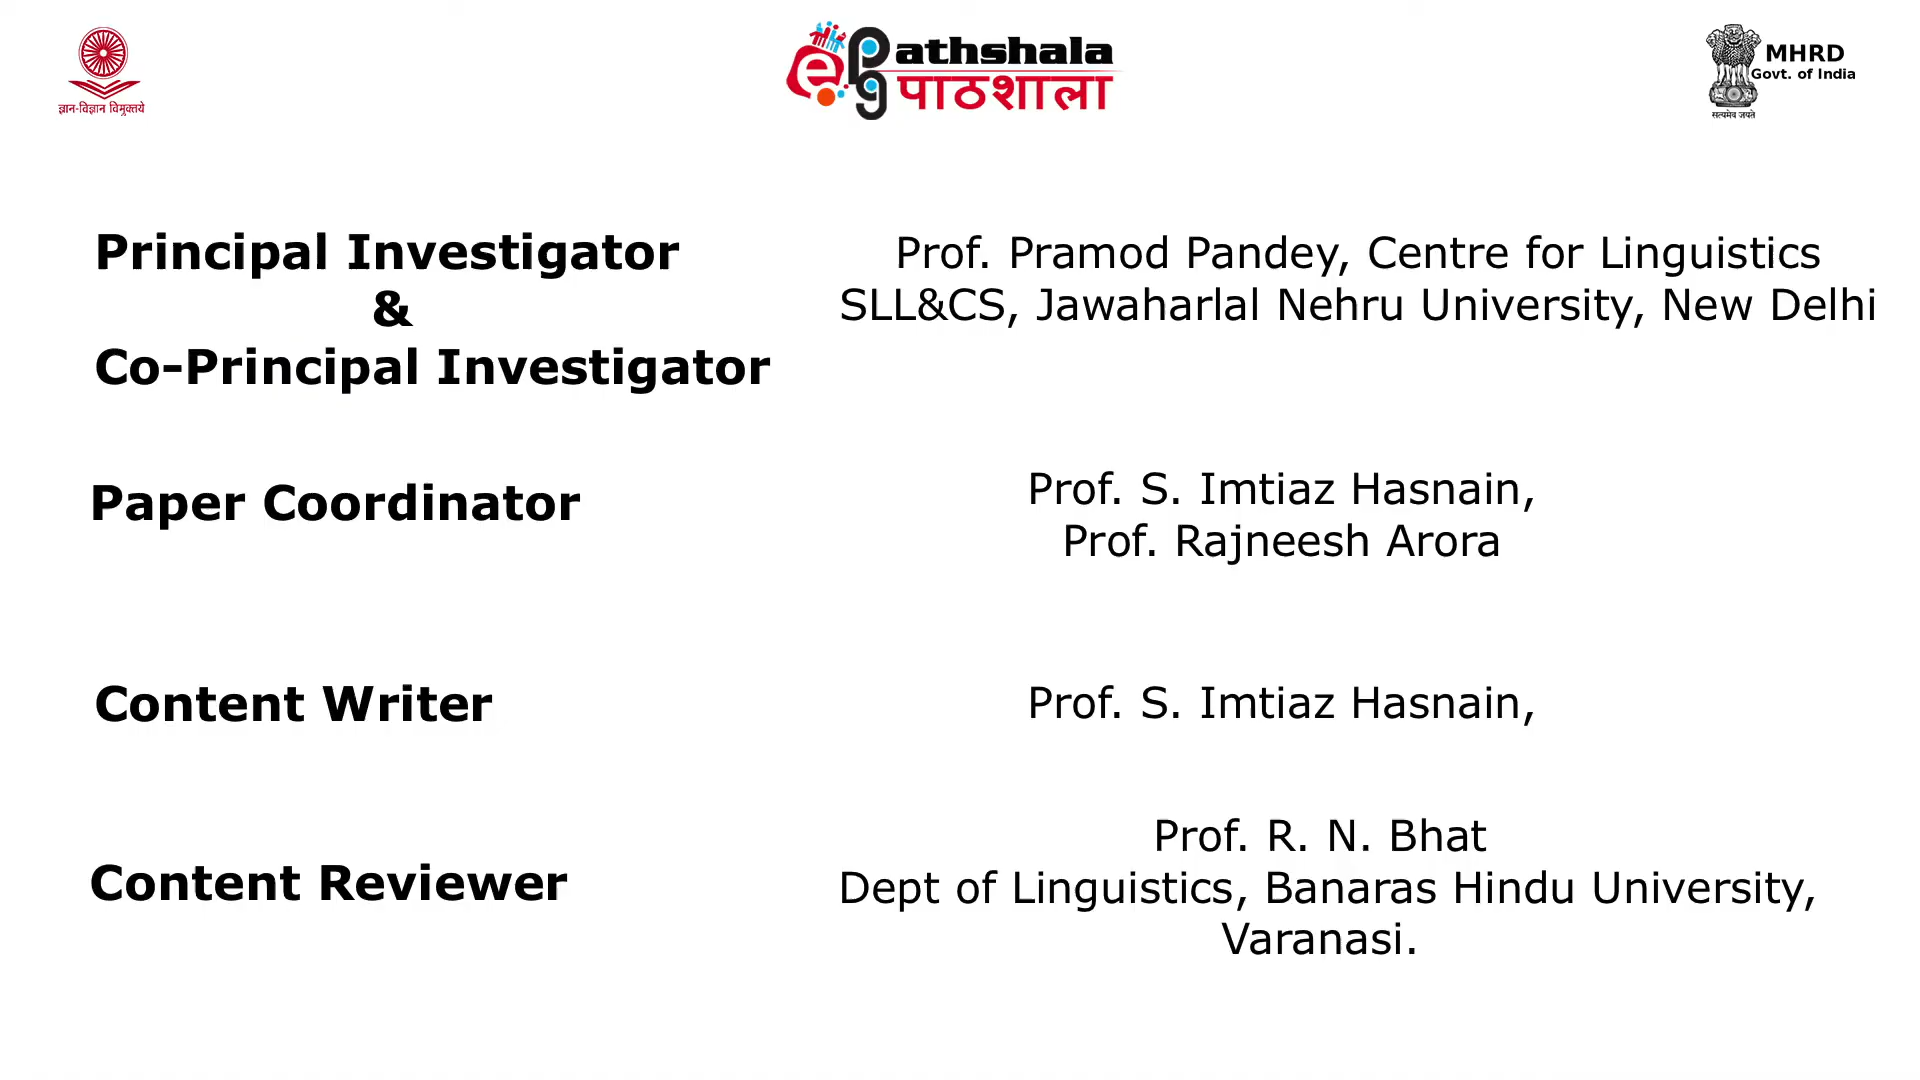 ज्ञान-विज्ञान विमुक्तये
ePG Pathshala
पाठशाला
MHRD
Govt. of India
सत्यमेव जयते
Principal Investigator
&
Co-Principal Investigator
Prof. Pramod Pandey, Centre for Linguistics
SLL&CS, Jawaharlal Nehru University, New Delhi
Paper Coordinator
Prof. S. Imtiaz Hasnain,
Prof. Rajneesh Arora
Content Writer
Prof. S. Imtiaz Hasnain,
Content Reviewer
Prof. R. N. Bhat
Dept of Linguistics, Banaras Hindu University,
Varanasi.